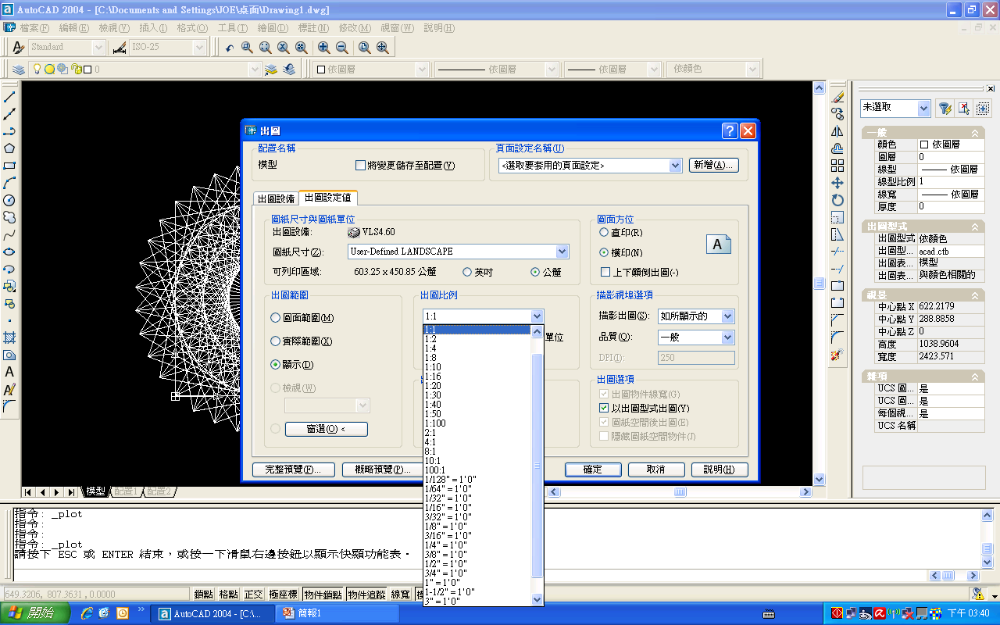 AutoCAD 2004 - [C:\Documents and Settings\JOE\桌面\Drawing1.dwg]
檔案(F) 編輯(E) 檢視(V) 插入(I) 格式(O) 工具(T) 繪圖(D) 標註(N) 修改(M) 視窗(W) 說明(H)
Standard ISO-25
0 依圖層 依圖層 依圖層 依顏色
出圖
配置名稱
模型
將變更儲存至配置(V)
頁面設定名稱(U)
<選取要套用的頁面設定>
新增(A)...
出圖設備 出圖設定值
圖紙尺寸與圖紙單位
出圖設備: VLS4.60
圖紙尺寸(Z): User-Defined LANDSCAPE
可列印區域: 603.25 x 450.85 公釐 英吋 公釐
圖面方位
直印(R)
橫印(N)
上下顛倒出圖(-)
A
出圖範圍
圖面範圍(M)
實際範圍(X)
顯示(D)
檢視(W)
窗選(O) <
出圖比例
1:1
單位
1:1
1:2
1:4
1:8
1:10
1:16
1:20
1:30
1:40
1:50
1:100
2:1
4:1
8:1
10:1
100:1
1/128" = 1'0"
1/64" = 1'0"
1/32" = 1'0"
1/16" = 1'0"
3/32" = 1'0"
1/8" = 1'0"
3/16" = 1'0"
1/4" = 1'0"
3/8" = 1'0"
1/2" = 1'0"
3/4" = 1'0"
1" = 1'0"
1 1/2" = 1'0"
3" = 1'0"
描影視埠選項
描影出圖(S): 如所顯示的
品質(Q): 一般
DPI(I): 250
出圖選項
出圖物件線寬(G)
以出圖型式出圖(Y)
圖紙空間後出圖(E)
隱藏圖紙空間物件(J)
完整預覽(F)... 概略預覽(P)... 確定 取消 說明(H)
未選取
一般
顏色 依圖層
圖層 0
線型 依圖層
線型比例 1
線寬 依圖層
厚度 0
出圖型式
出圖型式 依顏色
出圖型... acad.ctb
出圖表... 模型
出圖表... 與顏色相關的
視景
中心點 X 622.2179
中心點 Y 288.8858
中心點 Z 0
高度 1038.9604
寬度 2423.571
雜項
UCS 圖... 是
UCS 圖... 是
每個視... 是
UCS 名稱
模型 配置1 配置2
指令: _plot
指令:
指令:
指令: _plot
請按下 ESC 或 ENTER 結束，或按一下滑鼠右邊按鈕以顯示快顯功能表。
指令:
649.3206, 807.3631 , 0.0000 鎖點 格點 正交 極座標 物件鎖點 物件追蹤 線寬
開始 AutoCAD 2004 - [C:\... 簡報1 下午 03:40